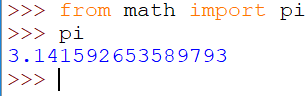 >>> from math import pi
>>> pi
3.141592653589793
>>>